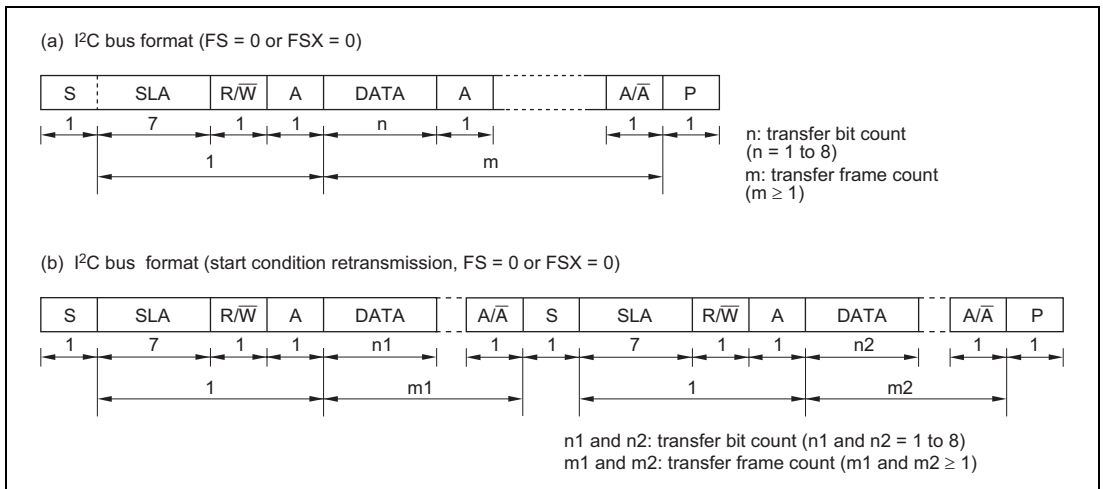 (a) I²C bus format (FS = 0 or FSX = 0)
S SLA R/W̅ A DATA A A/A̅ P
1 7 1 1 n 1 1 1
1 m
n: transfer bit count
(n = 1 to 8)
m: transfer frame count
(m ≥ 1)
(b) I²C bus format (start condition retransmission, FS = 0 or FSX = 0)
S SLA R/W̅ A DATA A/A̅ S SLA R/W̅ A DATA A/A̅ P
1 7 1 1 n1 1 1 7 1 1 n2 1 1
1 m1 1 m2
n1 and n2: transfer bit count (n1 and n2 = 1 to 8)
m1 and m2: transfer frame count (m1 and m2 ≥ 1)